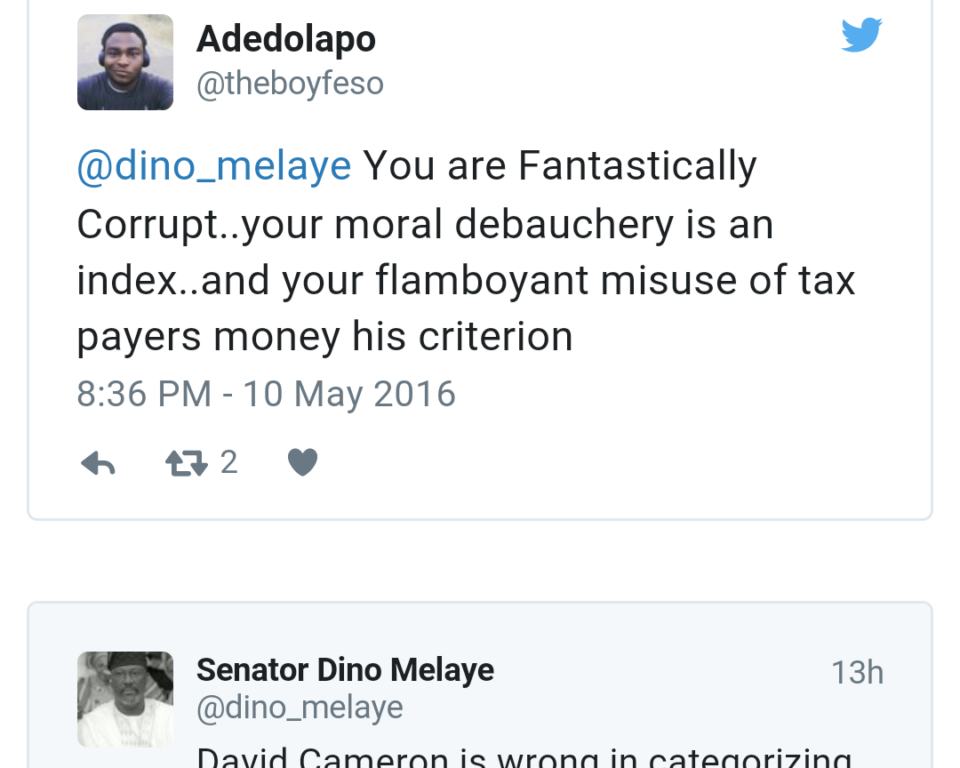 Adedolapo
@theboyfeso
@dino_melaye You are Fantastically
Corrupt..your moral debauchery is an
index..and your flamboyant misuse of tax
payers money his criterion
8:36 PM - 10 May 2016
2
Senator Dino Melaye
13h
@dino_melaye
David Cameron is wrong in categorizing